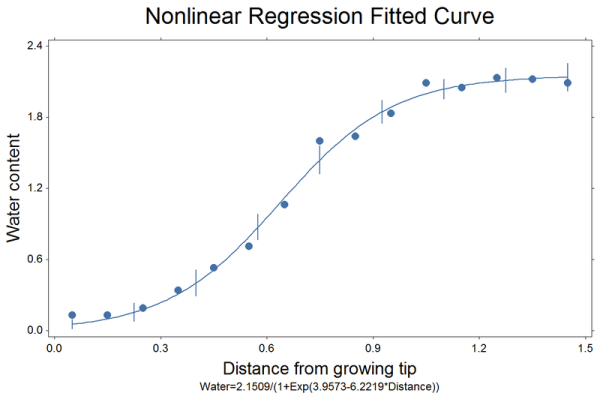 Nonlinear Regression Fitted Curve
2.4
1.8
1.2
0.6
0.0
Water content
0.0 0.3 0.6 0.9 1.2 1.5
Distance from growing tip
Water=2.1509/(1+Exp(3.9573-6.2219*Distance))